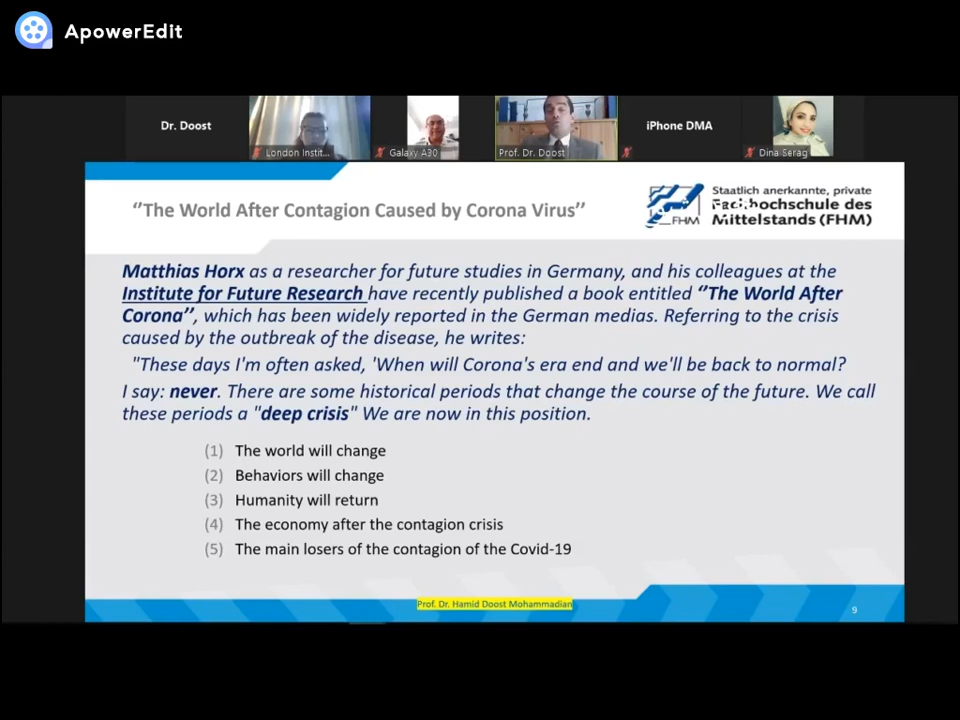 ApowerEdit
Dr. Doost
iPhone DMA
London Instit...
Galaxy A30
Prof. Dr. Doost
Dina Serag
‘’The World After Contagion Caused by Corona Virus’’
FHM
Staatlich anerkannte, private
Fachhochschule des
Mittelstands (FHM)
Matthias Horx as a researcher for future studies in Germany, and his colleagues at the
Institute for Future Research have recently published a book entitled ‘’The World After
Corona’’, which has been widely reported in the German medias. Referring to the crisis
caused by the outbreak of the disease, he writes:
"These days I'm often asked, 'When will Corona's era end and we'll be back to normal?
I say: never. There are some historical periods that change the course of the future. We call
these periods a "deep crisis" We are now in this position.
(1) The world will change
(2) Behaviors will change
(3) Humanity will return
(4) The economy after the contagion crisis
(5) The main losers of the contagion of the Covid-19
Prof. Dr. Hamid Doost Mohammadian
9